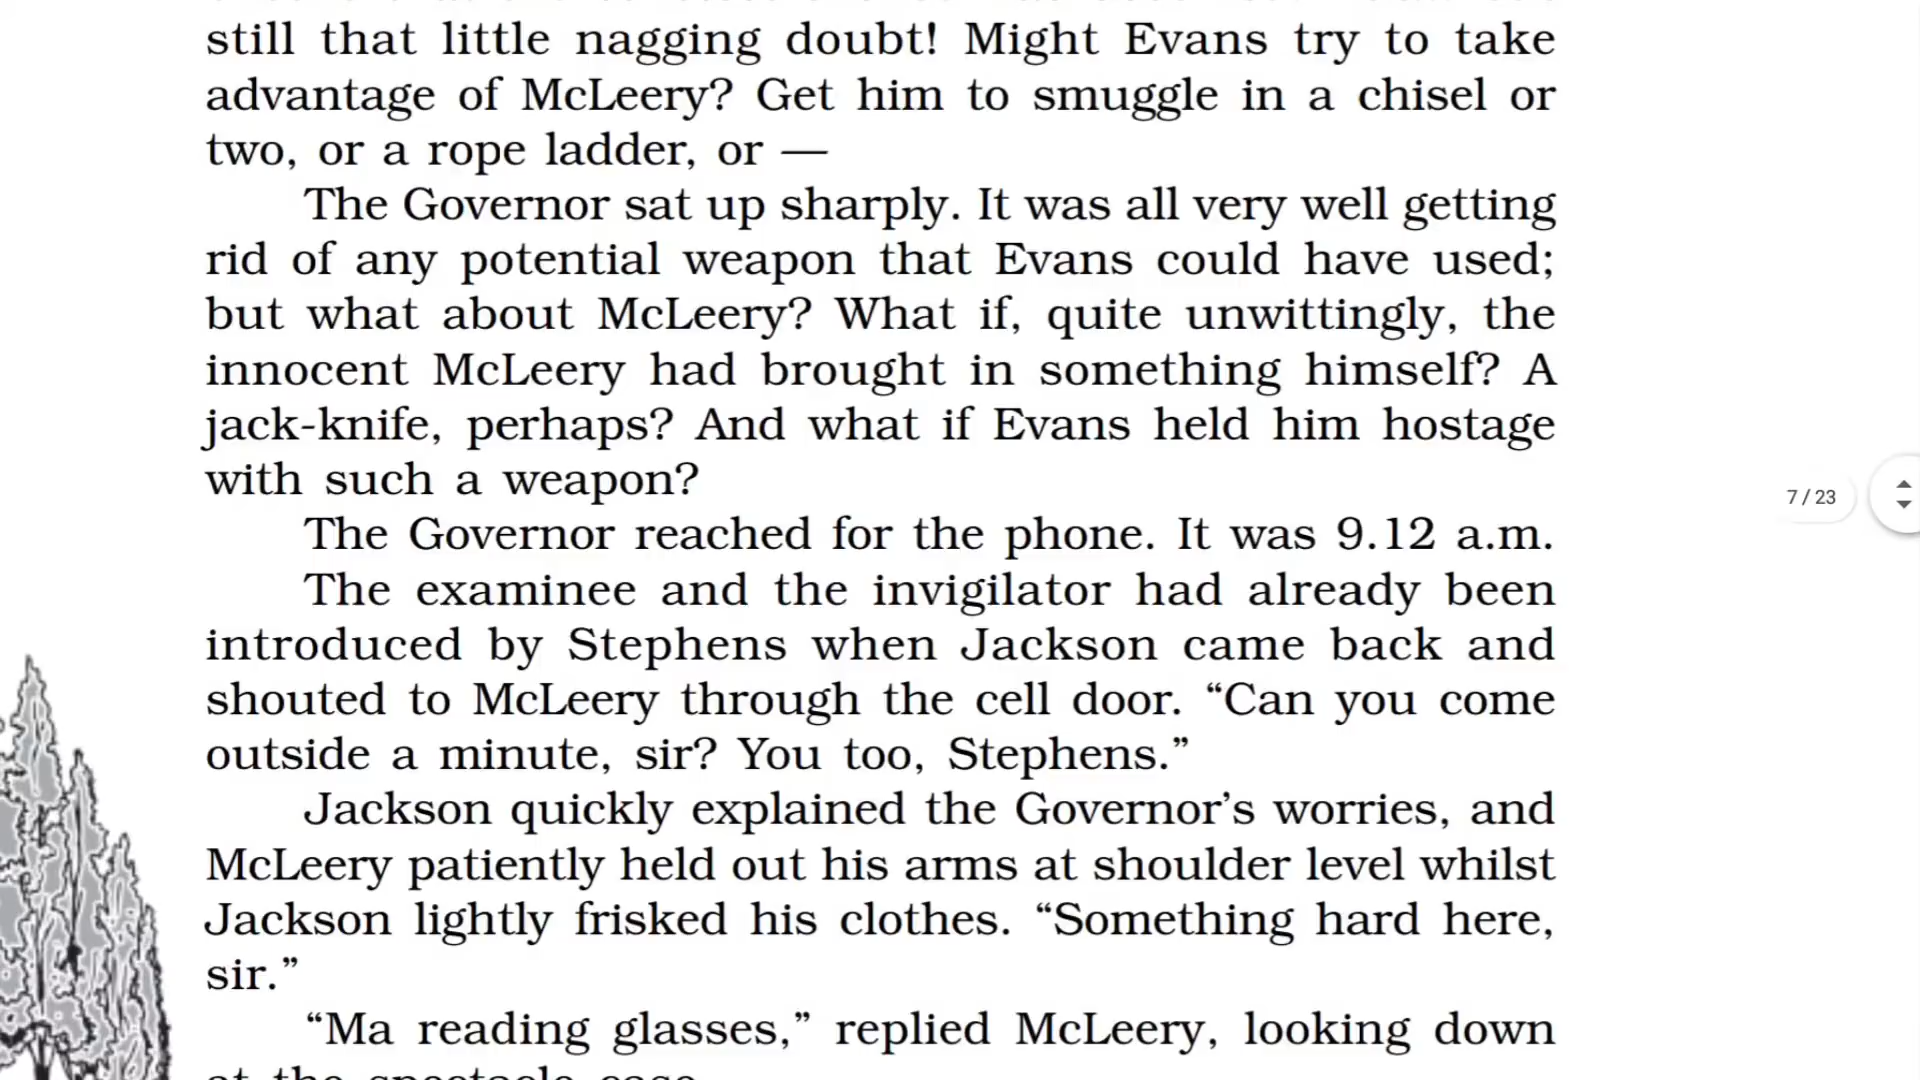 still that little nagging doubt! Might Evans try to take
advantage of McLeery? Get him to smuggle in a chisel or
two, or a rope ladder, or —
The Governor sat up sharply. It was all very well getting
rid of any potential weapon that Evans could have used;
but what about McLeery? What if, quite unwittingly, the
innocent McLeery had brought in something himself? A
jack-knife, perhaps? And what if Evans held him hostage
with such a weapon?
The Governor reached for the phone. It was 9.12 a.m.
The examinee and the invigilator had already been
introduced by Stephens when Jackson came back and
shouted to McLeery through the cell door. “Can you come
outside a minute, sir? You too, Stephens.”
Jackson quickly explained the Governor’s worries, and
McLeery patiently held out his arms at shoulder level whilst
Jackson lightly frisked his clothes. “Something hard here,
sir.”
“Ma reading glasses,” replied McLeery, looking down
at the spectacle case.
7 / 23